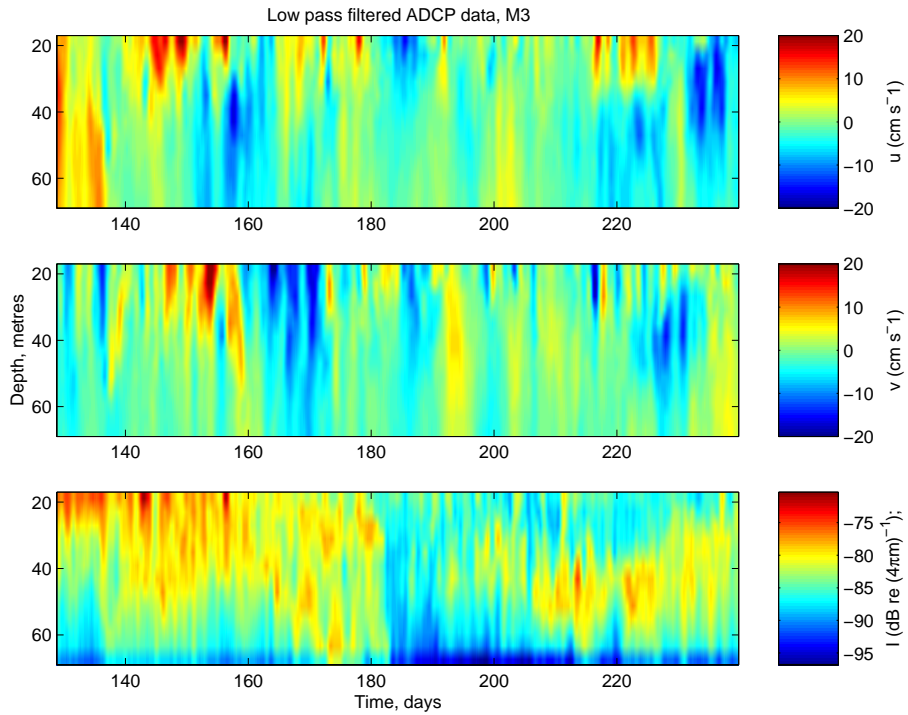 Low pass filtered ADCP data, M3
20
40
60
140 160 180 200 220
20
10
0
−10
−20
u (cm s−1)
Depth, metres
20
40
60
140 160 180 200 220
20
10
0
−10
−20
v (cm s−1)
20
40
60
140 160 180 200 220
Time, days
-75
-80
-85
-90
-95
I (dB re (4πm)−1);